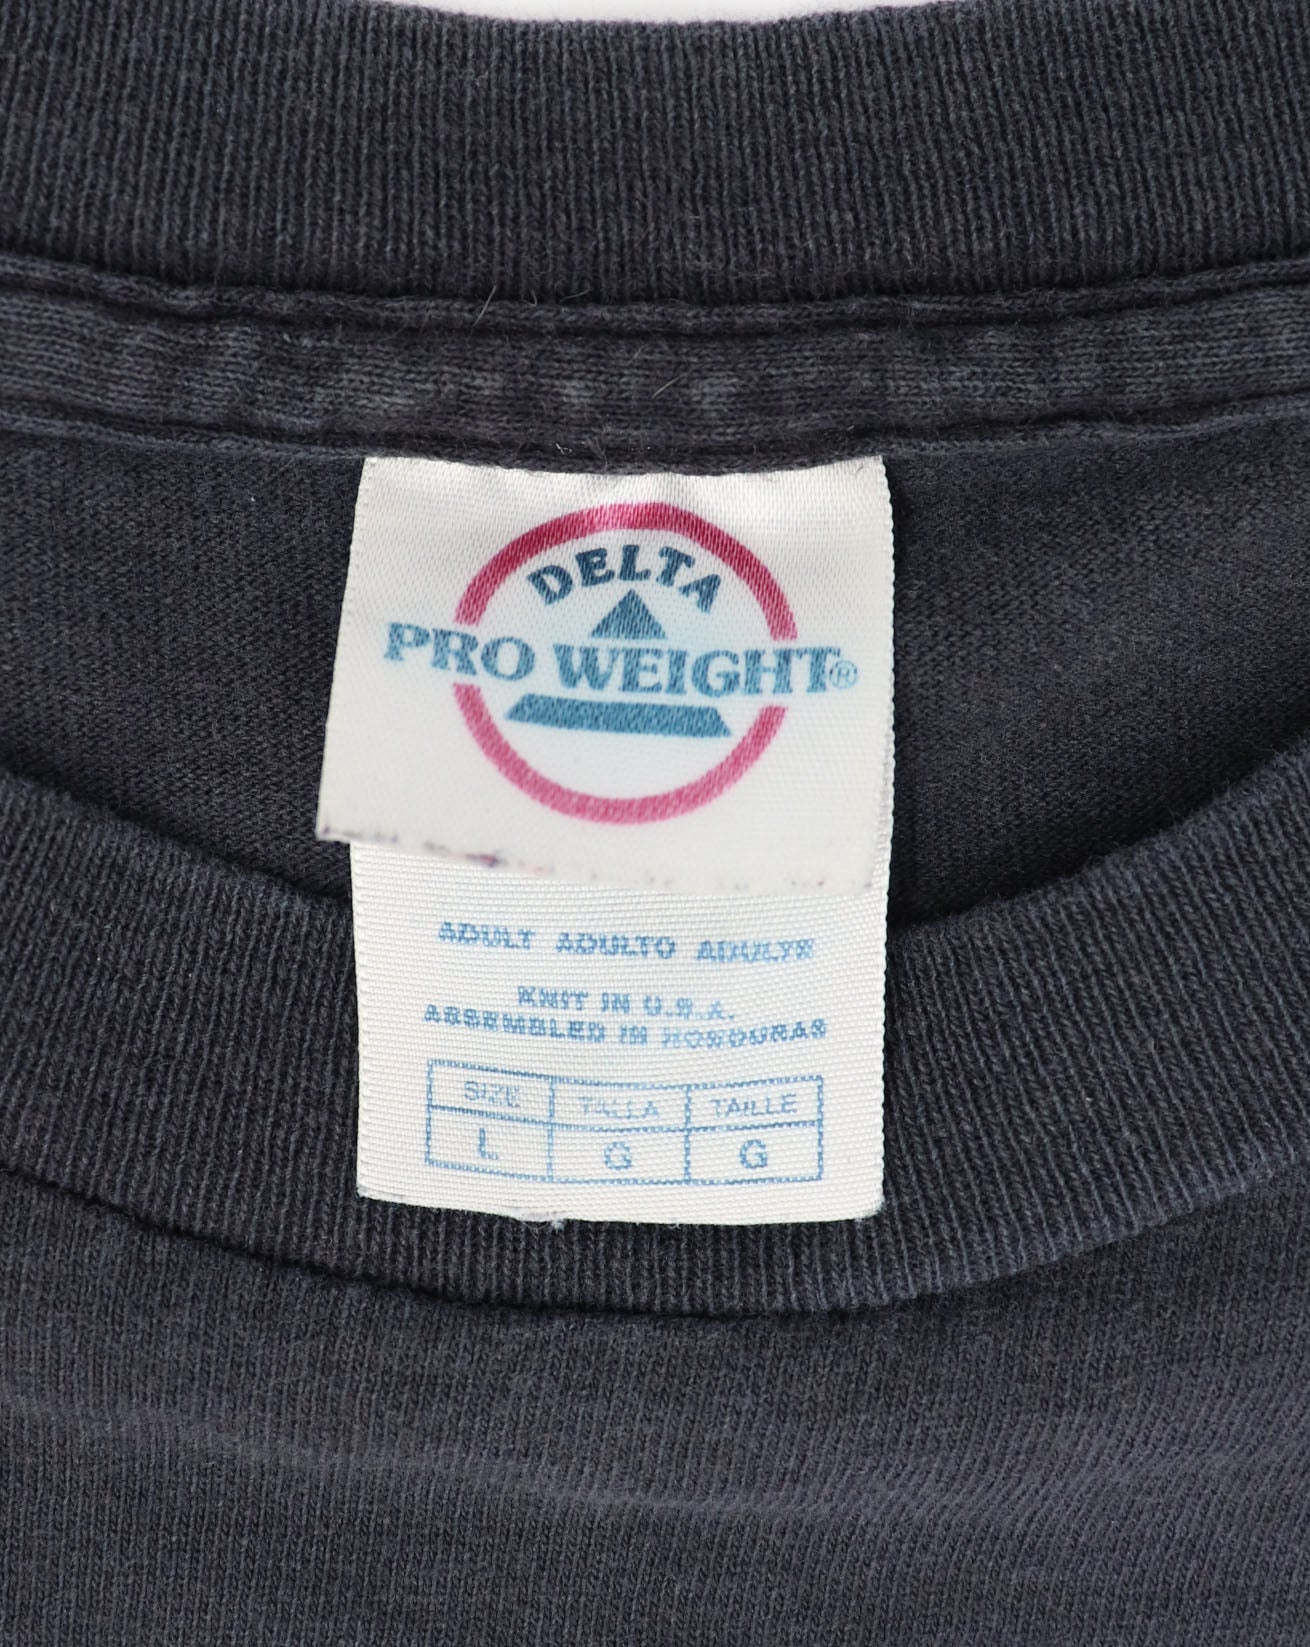 DELTA
PRO WEIGHT®
ADULT ADULTO ADULTE
KNIT IN U.S.A.
ASSEMBLED IN HONDURAS
SIZE TALLA TAILLE
L G G